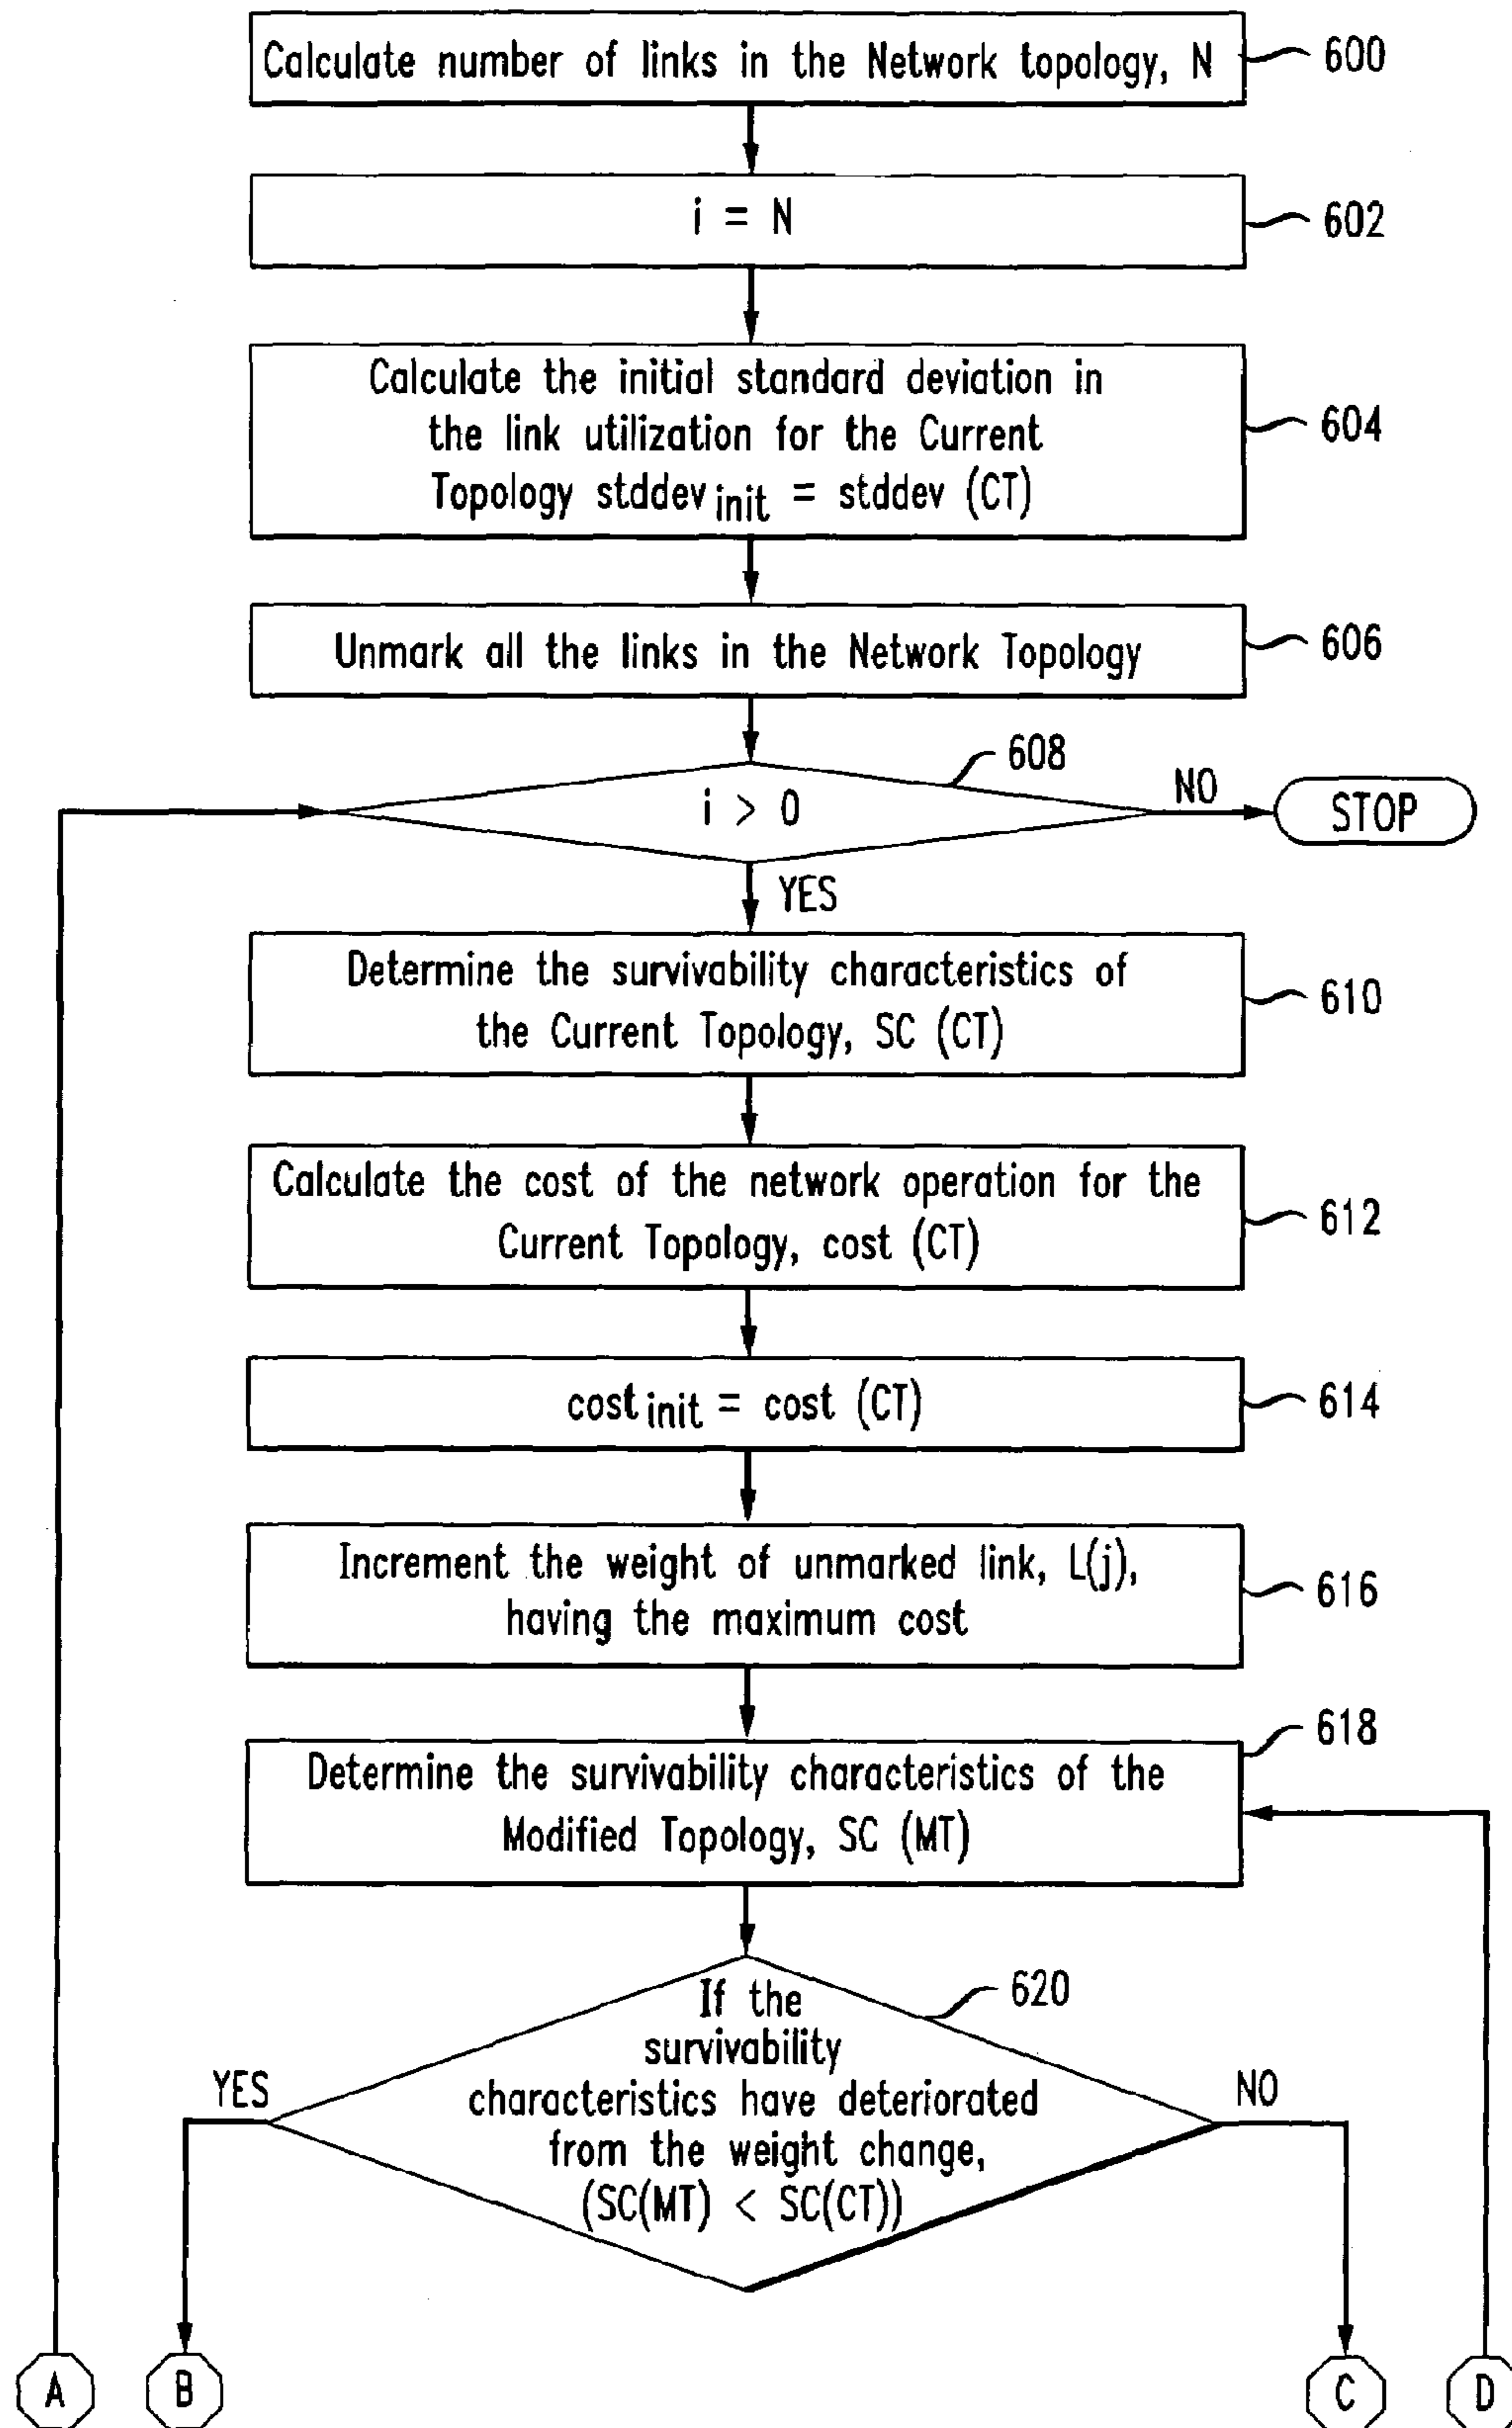 Calculate number of links in the Network topology, N
600
i = N
602
Calculate the initial standard deviation in
the link utilization for the Current
Topology stddev init = stddev (CT)
604
Unmark all the links in the Network Topology
606
608
i > 0
NO
STOP
YES
Determine the survivability characteristics of
the Current Topology, SC (CT)
610
Calculate the cost of the network operation for the
Current Topology, cost (CT)
612
cost init = cost (CT)
614
Increment the weight of unmarked link, L(j),
having the maximum cost
616
618
Determine the survivability characteristics of the
Modified Topology, SC (MT)
620
If the
survivability
characteristics have deteriorated
from the weight change,
(SC(MT) < SC(CT))
YES
NO
A
B
C
D